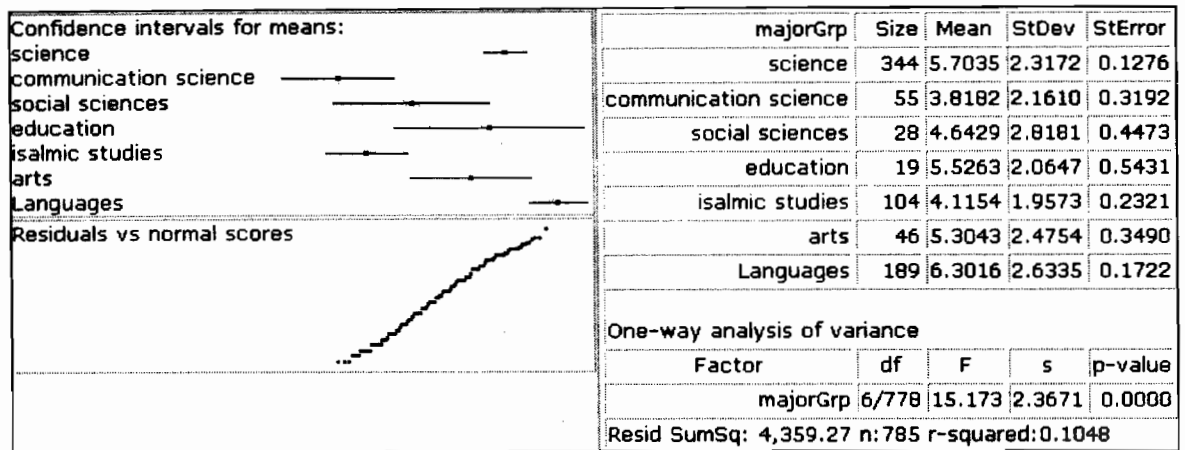 Confidence intervals for means:
science
communication science
social sciences
education
isalmic studies
arts
Languages
Residuals vs normal scores
majorGrp Size Mean StDev StError
science 344 5.7035 2.3172 0.1276
communication science 55 3.8182 2.1610 0.3192
social sciences 28 4.6429 2.8181 0.4473
education 19 5.5263 2.0647 0.5431
isalmic studies 104 4.1154 1.9573 0.2321
arts 46 5.3043 2.4754 0.3490
Languages 189 6.3016 2.6335 0.1722
One-way analysis of variance
Factor df F s p-value
majorGrp 6/778 15.173 2.3671 0.0000
Resid SumSq: 4,359.27 n:785 r-squared:0.1048